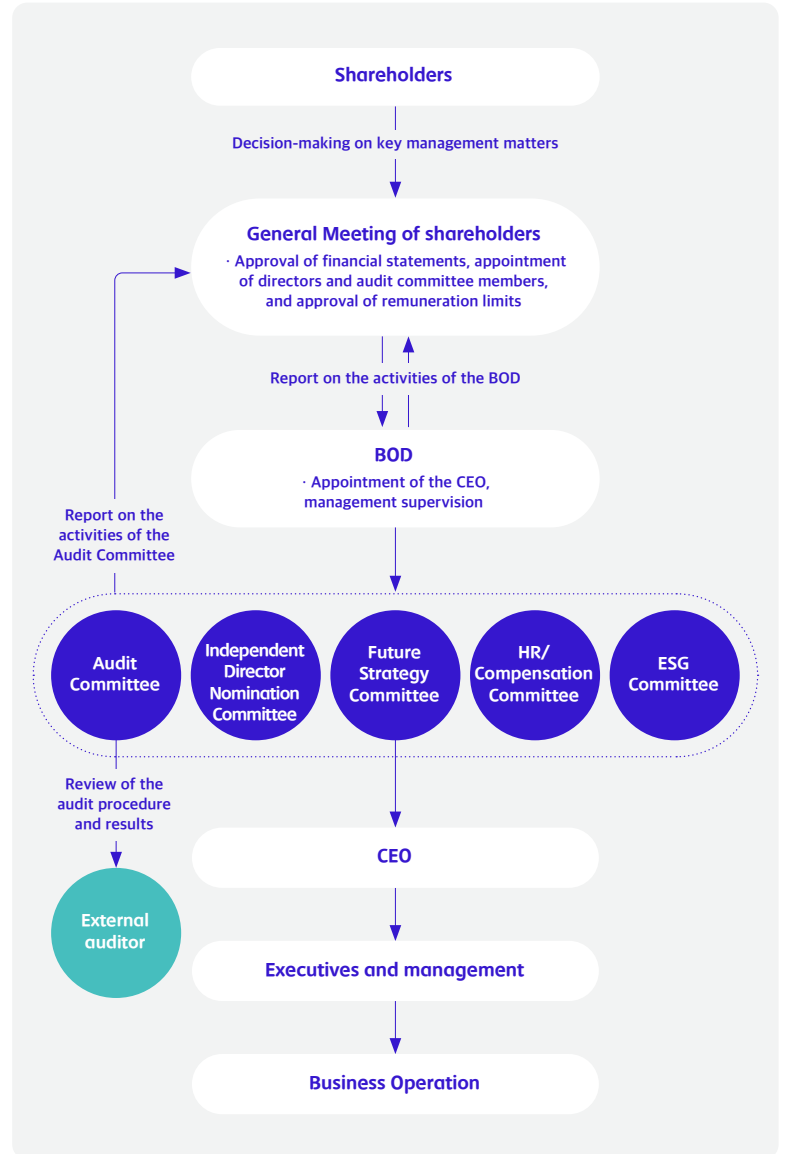 Shareholders
Decision-making on key management matters
General Meeting of shareholders
· Approval of financial statements, appointment
of directors and audit committee members,
and approval of remuneration limits
Report on the activities of the BOD
BOD
· Appointment of the CEO,
management supervision
Report on the
activities of the
Audit Committee
Audit
Committee
Independent
Director
Nomination
Committee
Future
Strategy
Committee
HR/
Compensation
Committee
ESG
Committee
Review of the
audit procedure
and results
CEO
External
auditor
Executives and management
Business Operation